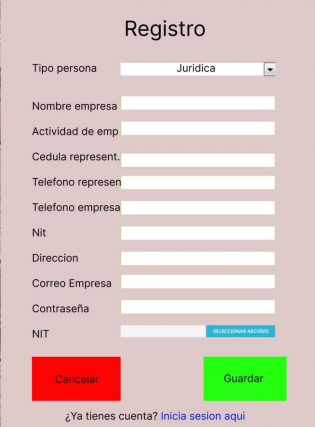 Registro
Tipo persona Juridica
Nombre empresa
Actividad de emp
Cedula represent.
Telefono represen
Telefono empresa
Nit
Direccion
Correo Empresa
Contraseña
NIT SELECCIONAR ARCHIVO
Cancelar Guardar
¿Ya tienes cuenta? Inicia sesion aqui